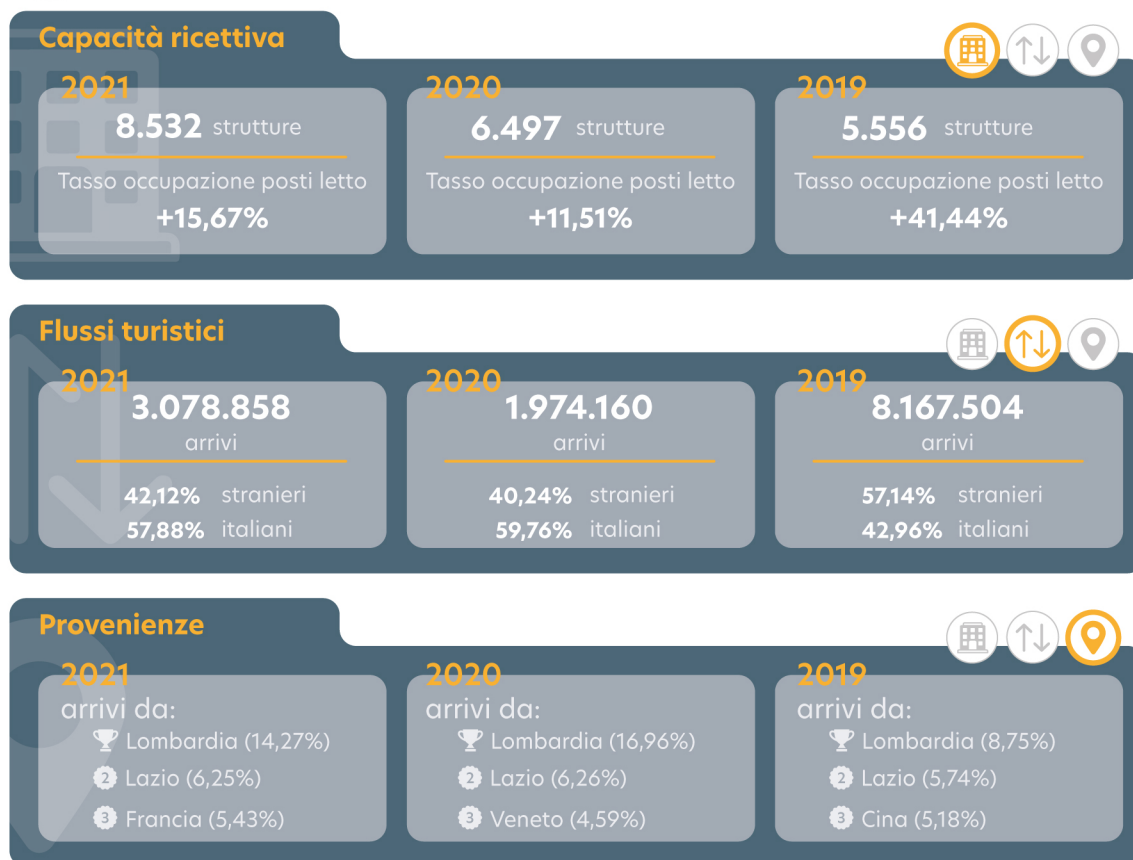 Capacità ricettiva
2021
8.532 strutture
Tasso occupazione posti letto
+15,67%
2020
6.497 strutture
Tasso occupazione posti letto
+11,51%
2019
5.556 strutture
Tasso occupazione posti letto
+41,44%
Flussi turistici
2021
3.078.858
arrivi
42,12% stranieri
57,88% italiani
2020
1.974.160
arrivi
40,24% stranieri
59,76% italiani
2019
8.167.504
arrivi
57,14% stranieri
42,96% italiani
Provenienze
2021
arrivi da:
Lombardia (14,27%)
2 Lazio (6,25%)
3 Francia (5,43%)
2020
arrivi da:
Lombardia (16,96%)
2 Lazio (6,26%)
3 Veneto (4,59%)
2019
arrivi da:
Lombardia (8,75%)
2 Lazio (5,74%)
3 Cina (5,18%)